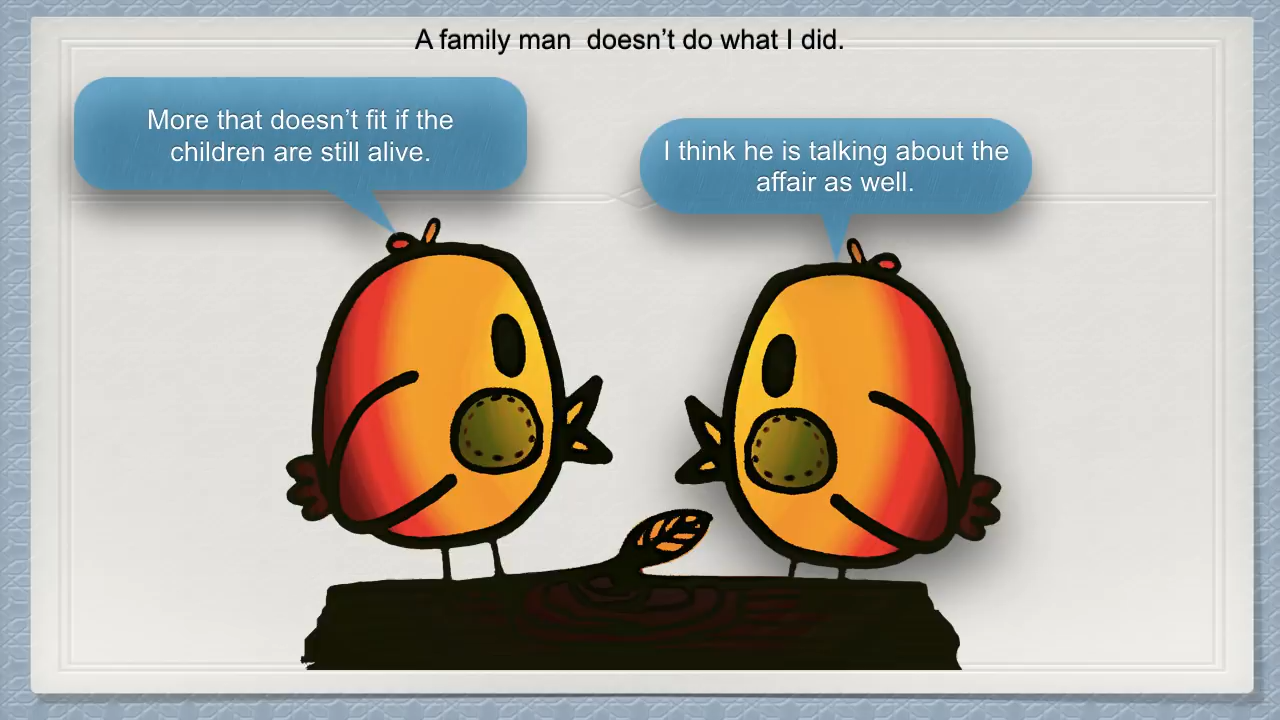 A family man  doesn’t do what I did.
More that doesn’t fit if the
children are still alive.
I think he is talking about the
affair as well.